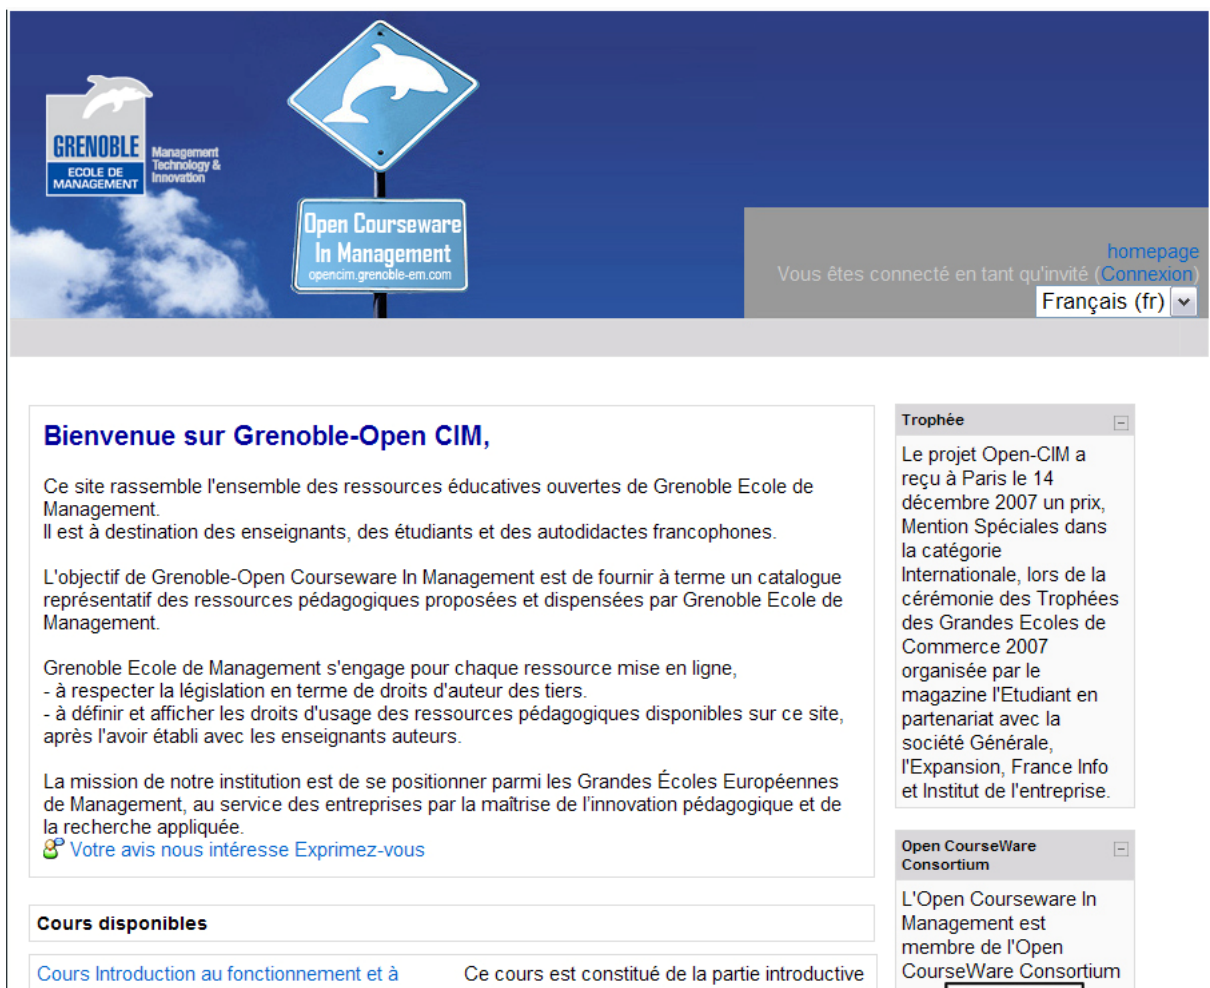 GRENOBLE
ECOLE DE
MANAGEMENT
Management
Technology &
Innovation
Open Courseware
In Management
opencim.grenoble-em.com
homepage
Vous êtes connecté en tant qu'invité (Connexion)
Français (fr)
Bienvenue sur Grenoble-Open CIM,
Ce site rassemble l'ensemble des ressources éducatives ouvertes de Grenoble Ecole de
Management.
Il est à destination des enseignants, des étudiants et des autodidactes francophones.
L'objectif de Grenoble-Open Courseware In Management est de fournir à terme un catalogue
représentatif des ressources pédagogiques proposées et dispensées par Grenoble Ecole de
Management.
Grenoble Ecole de Management s'engage pour chaque ressource mise en ligne,
- à respecter la législation en terme de droits d'auteur des tiers.
- à définir et afficher les droits d'usage des ressources pédagogiques disponibles sur ce site,
après l'avoir établi avec les enseignants auteurs.
La mission de notre institution est de se positionner parmi les Grandes Écoles Européennes
de Management, au service des entreprises par la maîtrise de l'innovation pédagogique et de
la recherche appliquée.
Votre avis nous intéresse Exprimez-vous
Cours disponibles
Cours Introduction au fonctionnement et à
Ce cours est constitué de la partie introductive
Trophée
Le projet Open-CIM a
reçu à Paris le 14
décembre 2007 un prix,
Mention Spéciales dans
la catégorie
Internationale, lors de la
cérémonie des Trophées
des Grandes Ecoles de
Commerce 2007
organisée par le
magazine l'Etudiant en
partenariat avec la
société Générale,
l'Expansion, France Info
et Institut de l'entreprise.
Open CourseWare
Consortium
L'Open Courseware In
Management est
membre de l'Open
CourseWare Consortium